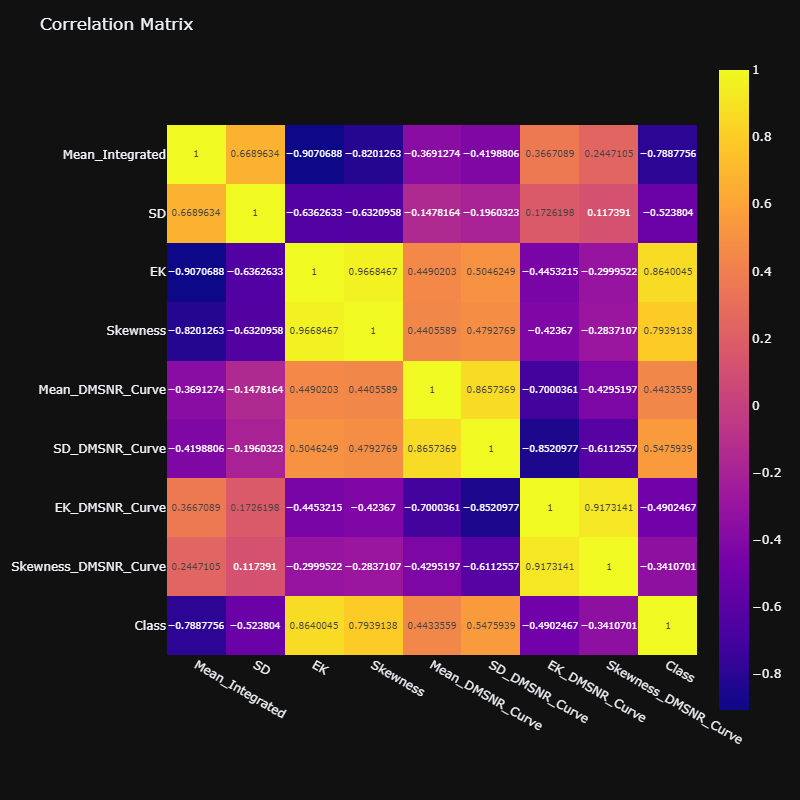 Correlation Matrix
Mean_Integrated 1 0.6689634 −0.9070688 −0.8201263 −0.3691274 −0.4198806 0.3667089 0.2447105 −0.7887756
SD 0.6689634 1 −0.6362633 −0.6320958 −0.1478164 −0.1960323 0.1726198 0.117391 −0.523804
EK −0.9070688 −0.6362633 1 0.9668467 0.4490203 0.5046249 −0.4453215 −0.2999522 0.8640045
Skewness −0.8201263 −0.6320958 0.9668467 1 0.4405589 0.4792769 −0.42367 −0.2837107 0.7939138
Mean_DMSNR_Curve −0.3691274 −0.1478164 0.4490203 0.4405589 1 0.8657369 −0.7000361 −0.4295197 0.4433559
SD_DMSNR_Curve −0.4198806 −0.1960323 0.5046249 0.4792769 0.8657369 1 −0.8520977 −0.6112557 0.5475939
EK_DMSNR_Curve 0.3667089 0.1726198 −0.4453215 −0.42367 −0.7000361 −0.8520977 1 0.9173141 −0.4902467
Skewness_DMSNR_Curve 0.2447105 0.117391 −0.2999522 −0.2837107 −0.4295197 −0.6112557 0.9173141 1 −0.3410701
Class −0.7887756 −0.523804 0.8640045 0.7939138 0.4433559 0.5475939 −0.4902467 −0.3410701 1
Mean_Integrated
SD
EK
Skewness
Mean_DMSNR_Curve
SD_DMSNR_Curve
EK_DMSNR_Curve
Skewness_DMSNR_Curve
Class
1
0.8
0.6
0.4
0.2
0
−0.2
−0.4
−0.6
−0.8